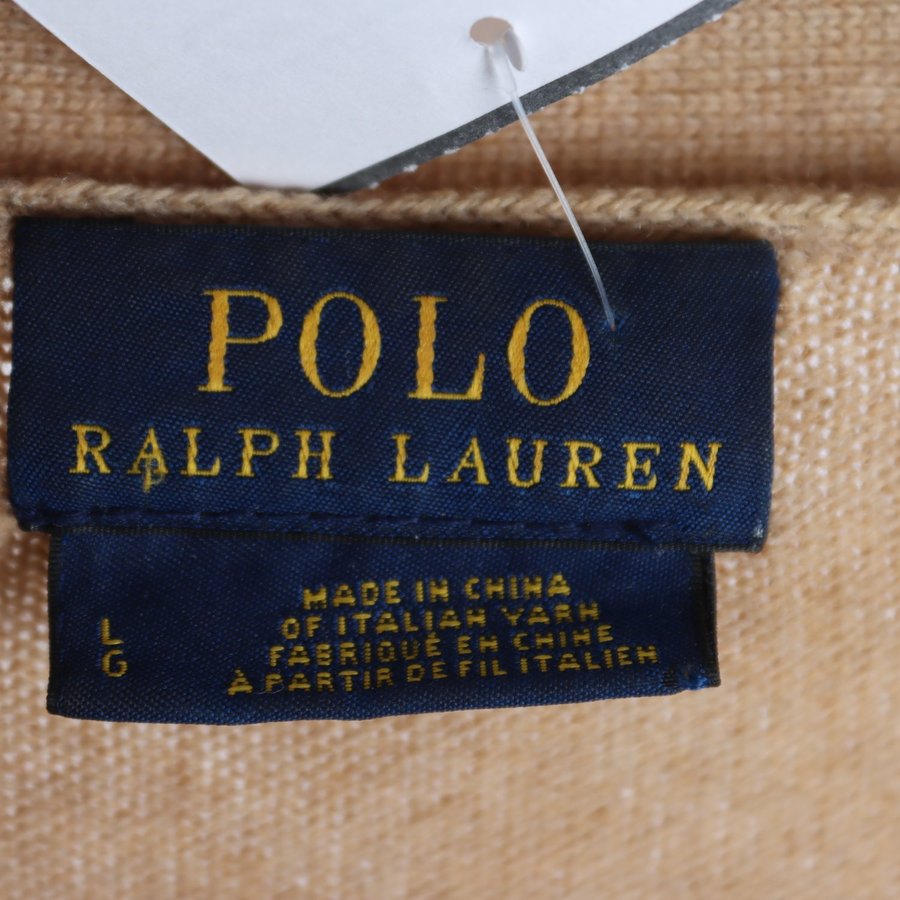 POLO
RALPH LAUREN
L
G
MADE IN CHINA
OF ITALIAN YARN
FABRIQUÉ EN CHINE
À PARTIR DE FIL ITALIEN